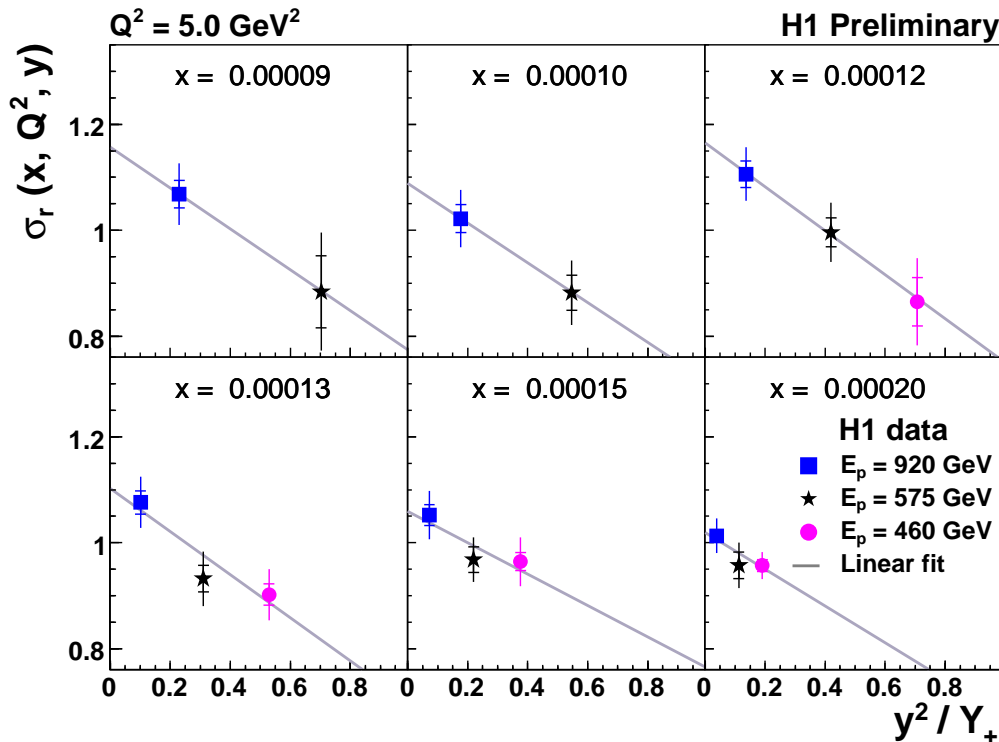 Q² = 5.0 GeV²
H1 Preliminary
σr (x, Q², y)
x = 0.00009
x = 0.00010
x = 0.00012
1.2
1
0.8
x = 0.00013
x = 0.00015
x = 0.00020
1.2
1
0.8
H1 data
Ep = 920 GeV
Ep = 575 GeV
Ep = 460 GeV
Linear fit
0 0.2 0.4 0.6 0.8 0 0.2 0.4 0.6 0.8 0 0.2 0.4 0.6 0.8
y² / Y₊